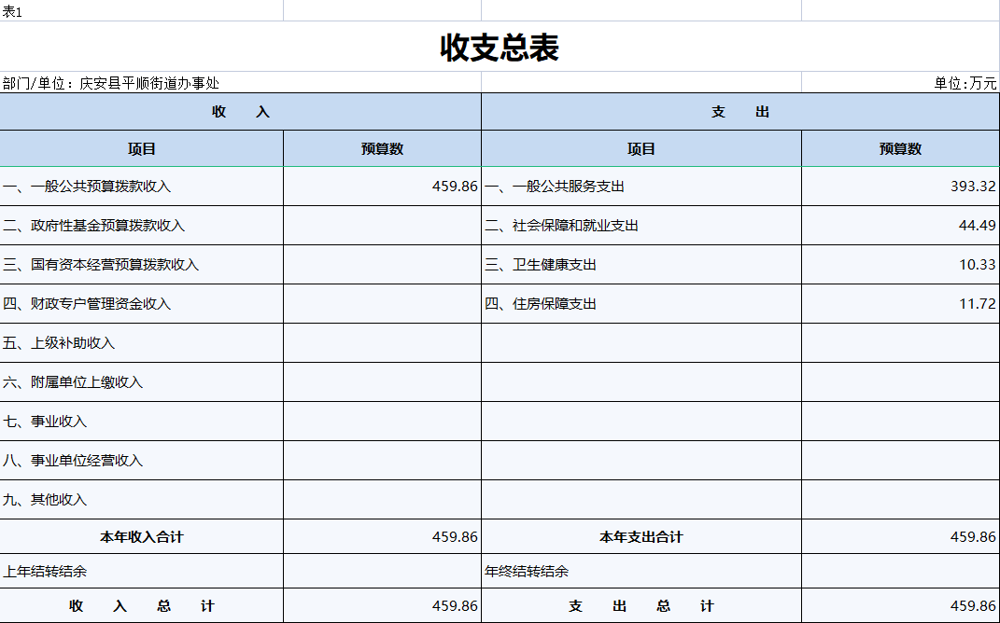 表1
收支总表
部门/单位：庆安县平顺街道办事处 单位:万元
收 入 支 出
项目 预算数 项目 预算数
一、一般公共预算拨款收入 459.86 一、一般公共服务支出 393.32
二、政府性基金预算拨款收入 二、社会保障和就业支出 44.49
三、国有资本经营预算拨款收入 三、卫生健康支出 10.33
四、财政专户管理资金收入 四、住房保障支出 11.72
五、上级补助收入
六、附属单位上缴收入
七、事业收入
八、事业单位经营收入
九、其他收入
本年收入合计 459.86 本年支出合计 459.86
上年结转结余 年终结转结余
收 入 总 计 459.86 支 出 总 计 459.86